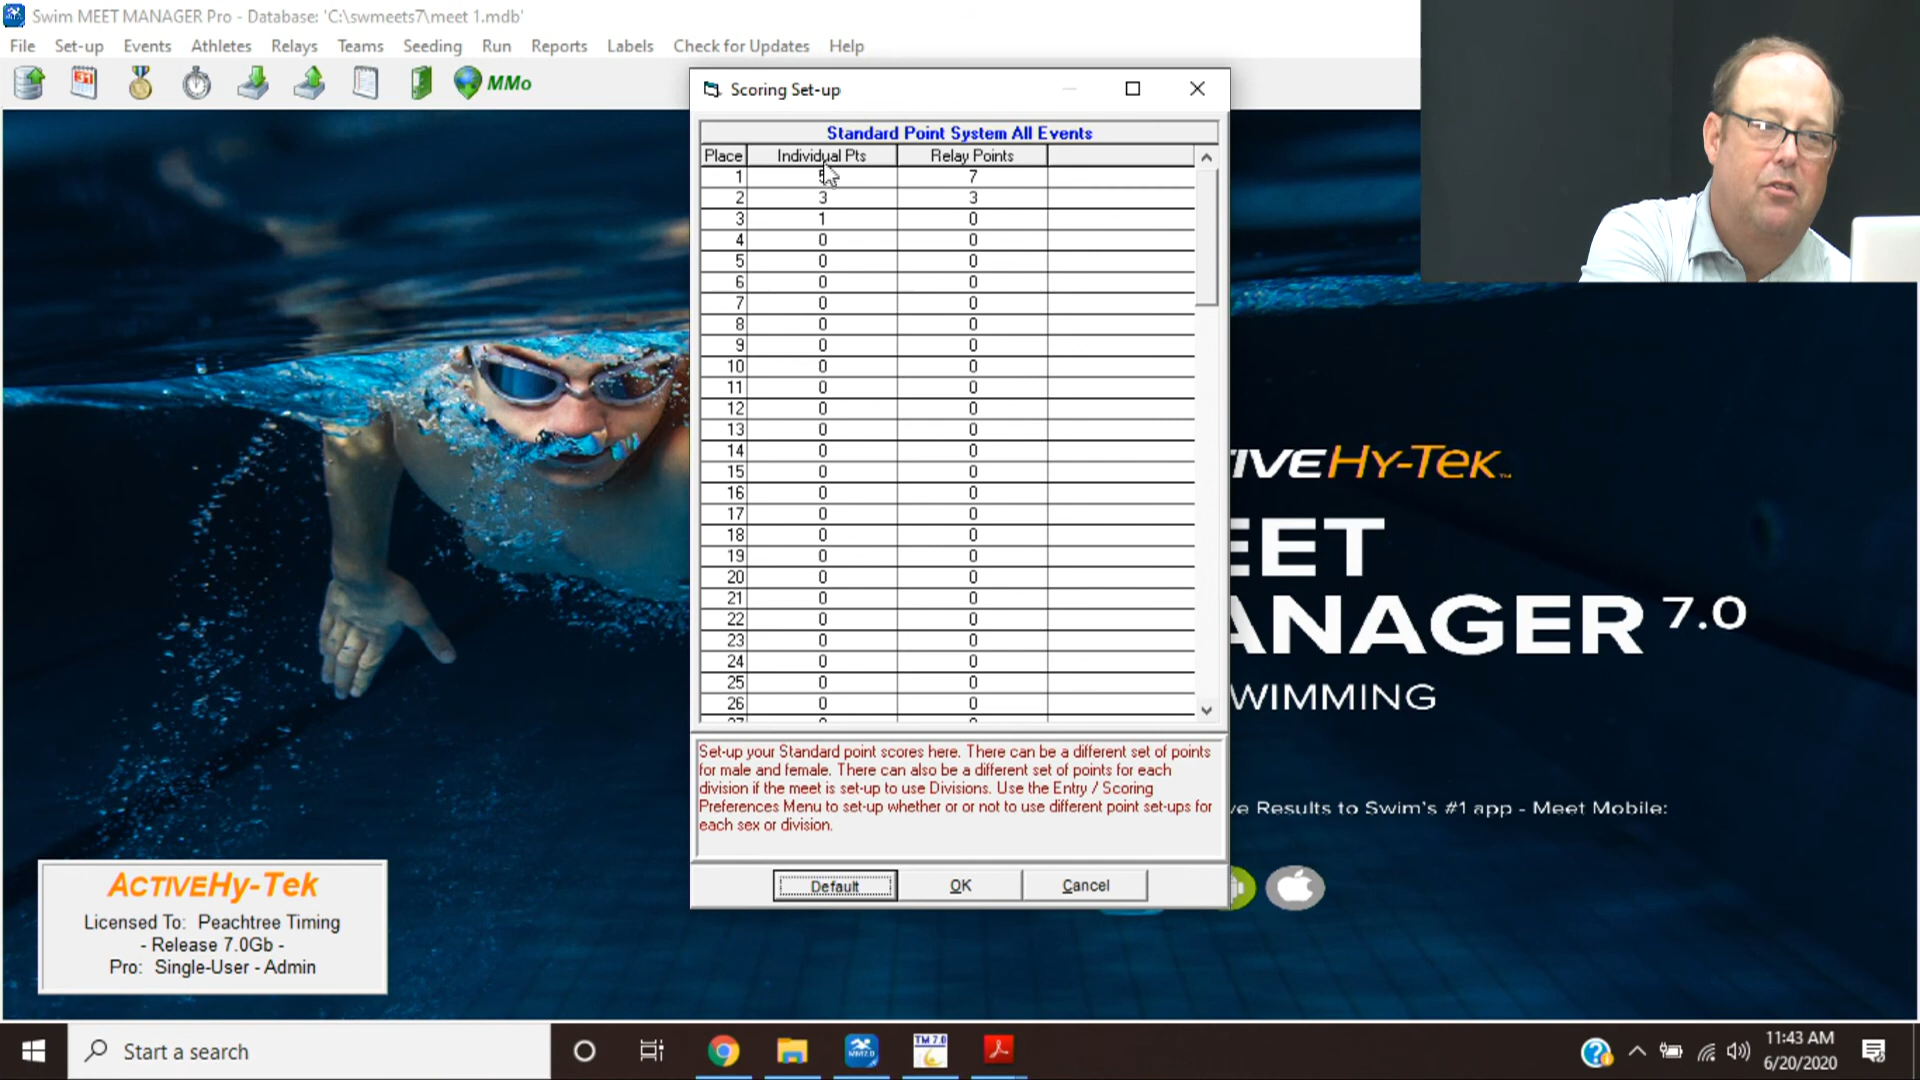 Swim MEET MANAGER Pro - Database: 'C:\swmeets7\meet 1.mdb'
File Set-up Events Athletes Relays Teams Seeding Run Reports Labels Check for Updates Help
31 MMo
Scoring Set-up
Standard Point System All Events
Place Individual Pts Relay Points
1 5 7
2 3 3
3 1 0
4 0 0
5 0 0
6 0 0
7 0 0
8 0 0
9 0 0
10 0 0
11 0 0
12 0 0
13 0 0
14 0 0
15 0 0
16 0 0
17 0 0
18 0 0
19 0 0
20 0 0
21 0 0
22 0 0
23 0 0
24 0 0
25 0 0
26 0 0
Set-up your Standard point scores here. There can be a different set of points
for male and female. There can also be a different set of points for each
division if the meet is set-up to use Divisions. Use the Entry / Scoring
Preferences Menu to set-up whether or or not to use different point set-ups for
each sex or division.
Default OK Cancel
IVEHY-TEK
EET
ANAGER 7.0
WIMMING
ve Results to Swim's #1 app - Meet Mobile:
ACTIVEHy-Tek
Licensed To: Peachtree Timing
- Release 7.0Gb -
Pro: Single-User - Admin
Start a search
MM7.0
TM 7.0
11:43 AM
6/20/2020